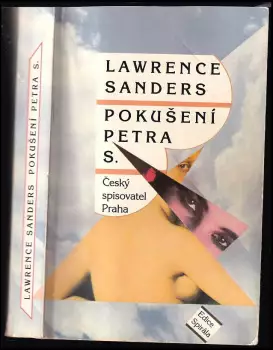 LAWRENCE SANDERS POKUŠENÍ PETRA S.
LAWRENCE
SANDERS
POKUŠENÍ
PETRA
S.
Český
spisovatel
Praha
Edice
Spirála